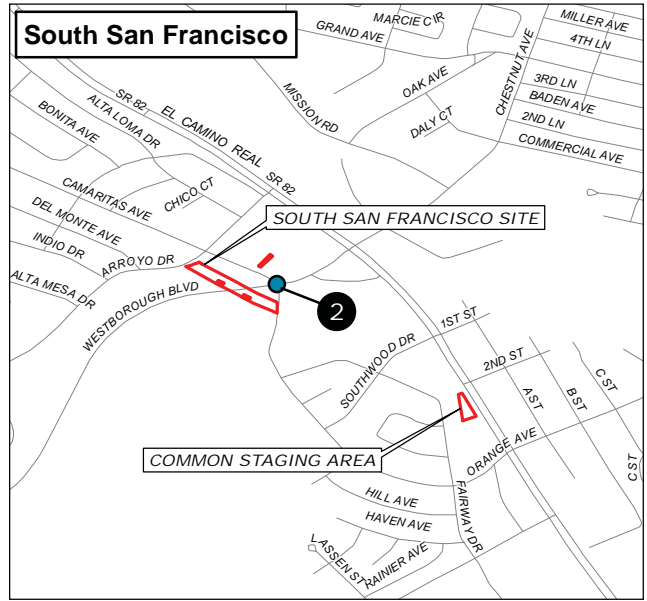 South San Francisco
MARCIE CIR
MILLER AVE
GRAND AVE
4TH LN
CHESTNUT AVE
3RD LN
BADEN AVE
2ND LN
COMMERCIAL AVE
OAK AVE
DALY CT
MISSION RD
SR 82
EL CAMINO REAL
SR 82
ALTA LOMA DR
BONITA AVE
CHICO CT
CAMARITAS AVE
DEL MONTE AVE
INDIO DR
ARROYO DR
ALTA MESA DR
WESTBOROUGH BLVD
SOUTH SAN FRANCISCO SITE
2
1ST ST
2ND ST
SOUTHWOOD DR
A ST
B ST
C ST
C ST
ORANGE AVE
COMMON STAGING AREA
FAIRWAY DR
HILL AVE
HAVEN AVE
LASSEN ST
RAINIER AVE